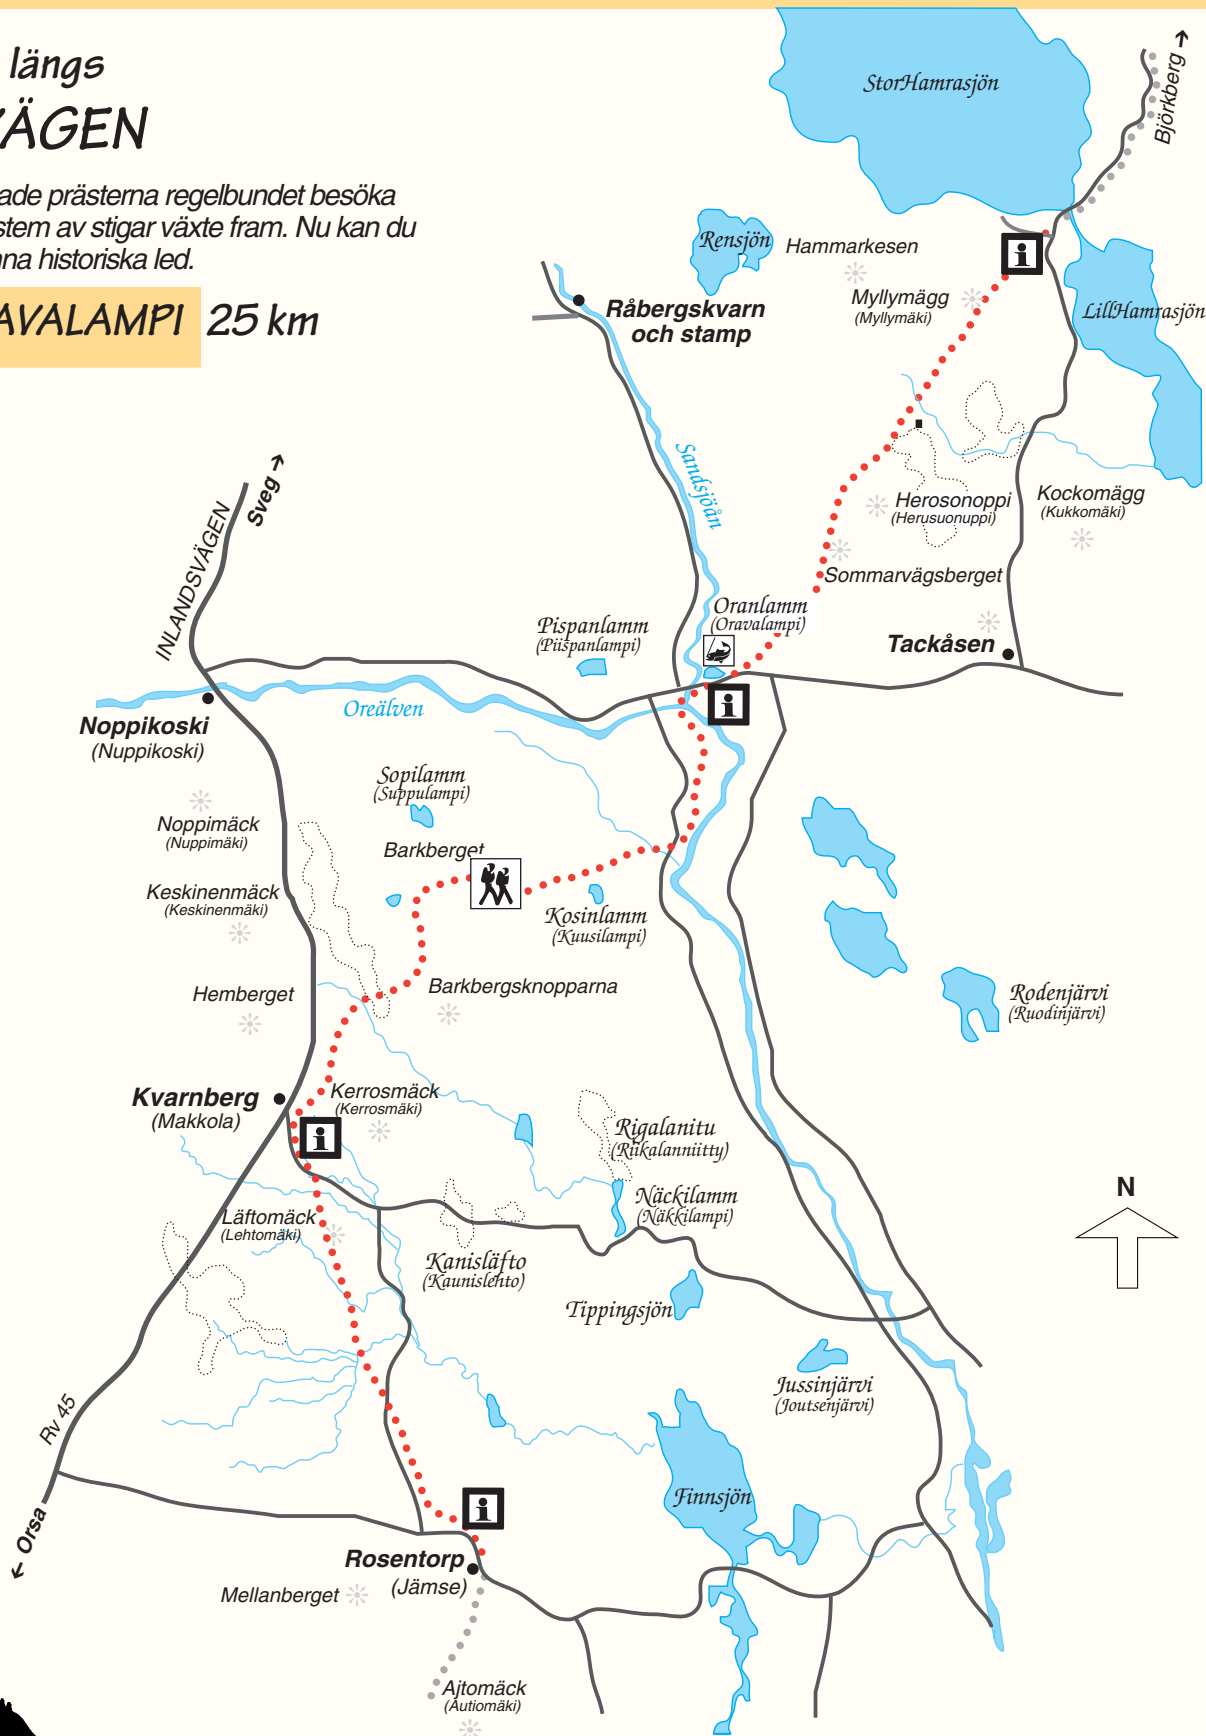 längs
ÄGEN
ade prästerna regelbundet besöka
stem av stigar växte fram. Nu kan du
na historiska led.
AVALAMPI 25 km
StorHamrasjön
Björkberg →
Rensjön
Hammarkesen
Myllymägg
(Myllymäki)
LillHamrasjön
Råbergskvarn
och stamp
Sandsjöån
Sveg →
INLANDSVÄGEN
Herosonoppi
(Herusuonuppi)
Kockomägg
(Kukkomäki)
Sommarvägsberget
Oranlamm
(Oravalampi)
Pispanlamm
(Piispanlampi)
Tackåsen
Oreälven
Noppikoski
(Nuppikoski)
Sopilamm
(Suppulampi)
Noppimäck
(Nuppimäki)
Barkberget
Keskinenmäck
(Keskinenmäki)
Kosinlamm
(Kuusilampi)
Hemberget
Barkbergsknopparna
Rodenjärvi
(Ruodinjärvi)
Kvarnberg
(Makkola)
Kerrosmäck
(Kerrosmäki)
Rigalanitu
(Riikalanniitty)
Näckilamm
(Näkkilampi)
N
Läftomäck
(Lehtomäki)
Kanisläfto
(Kaunislehto)
Tippingsjön
Jussinjärvi
(Joutsenjärvi)
Rv 45
Finnsjön
← Orsa
Rosentorp
(Jämse)
Mellanberget
Ajtomäck
(Autiomäki)